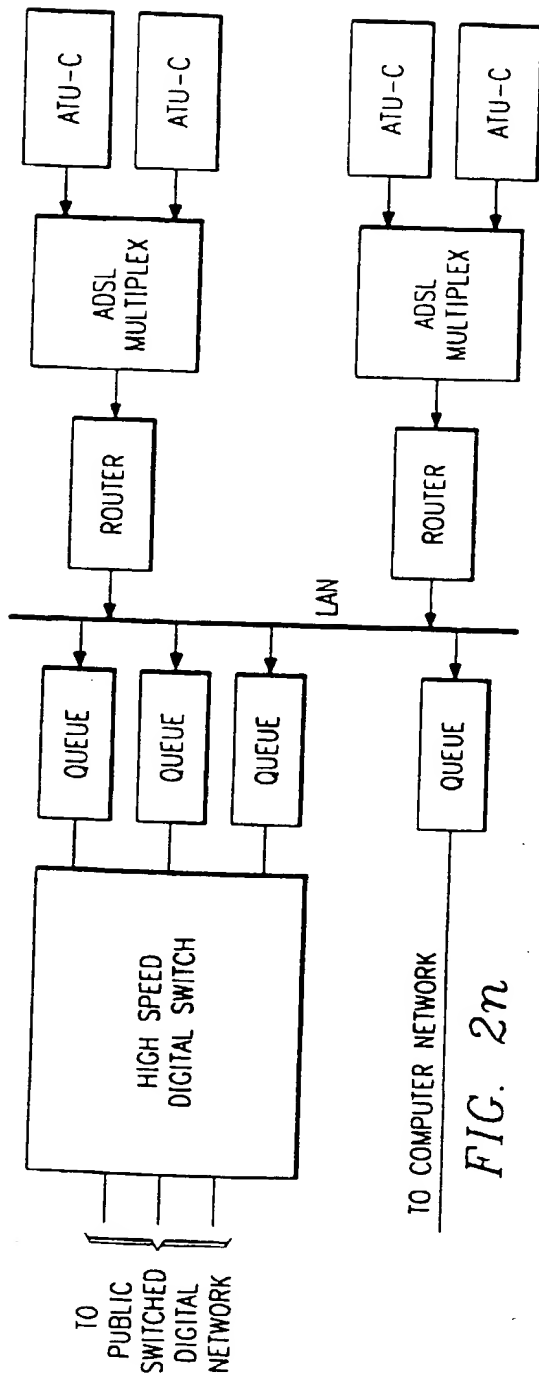 TO
PUBLIC
SWITCHED
DIGITAL
NETWORK
HIGH SPEED
DIGITAL SWITCH
QUEUE
QUEUE
QUEUE
LAN
ROUTER
ADSL
MULTIPLEX
ATU-C
ATU-C
TO COMPUTER NETWORK
QUEUE
ROUTER
ADSL
MULTIPLEX
ATU-C
ATU-C
FIG. 2n